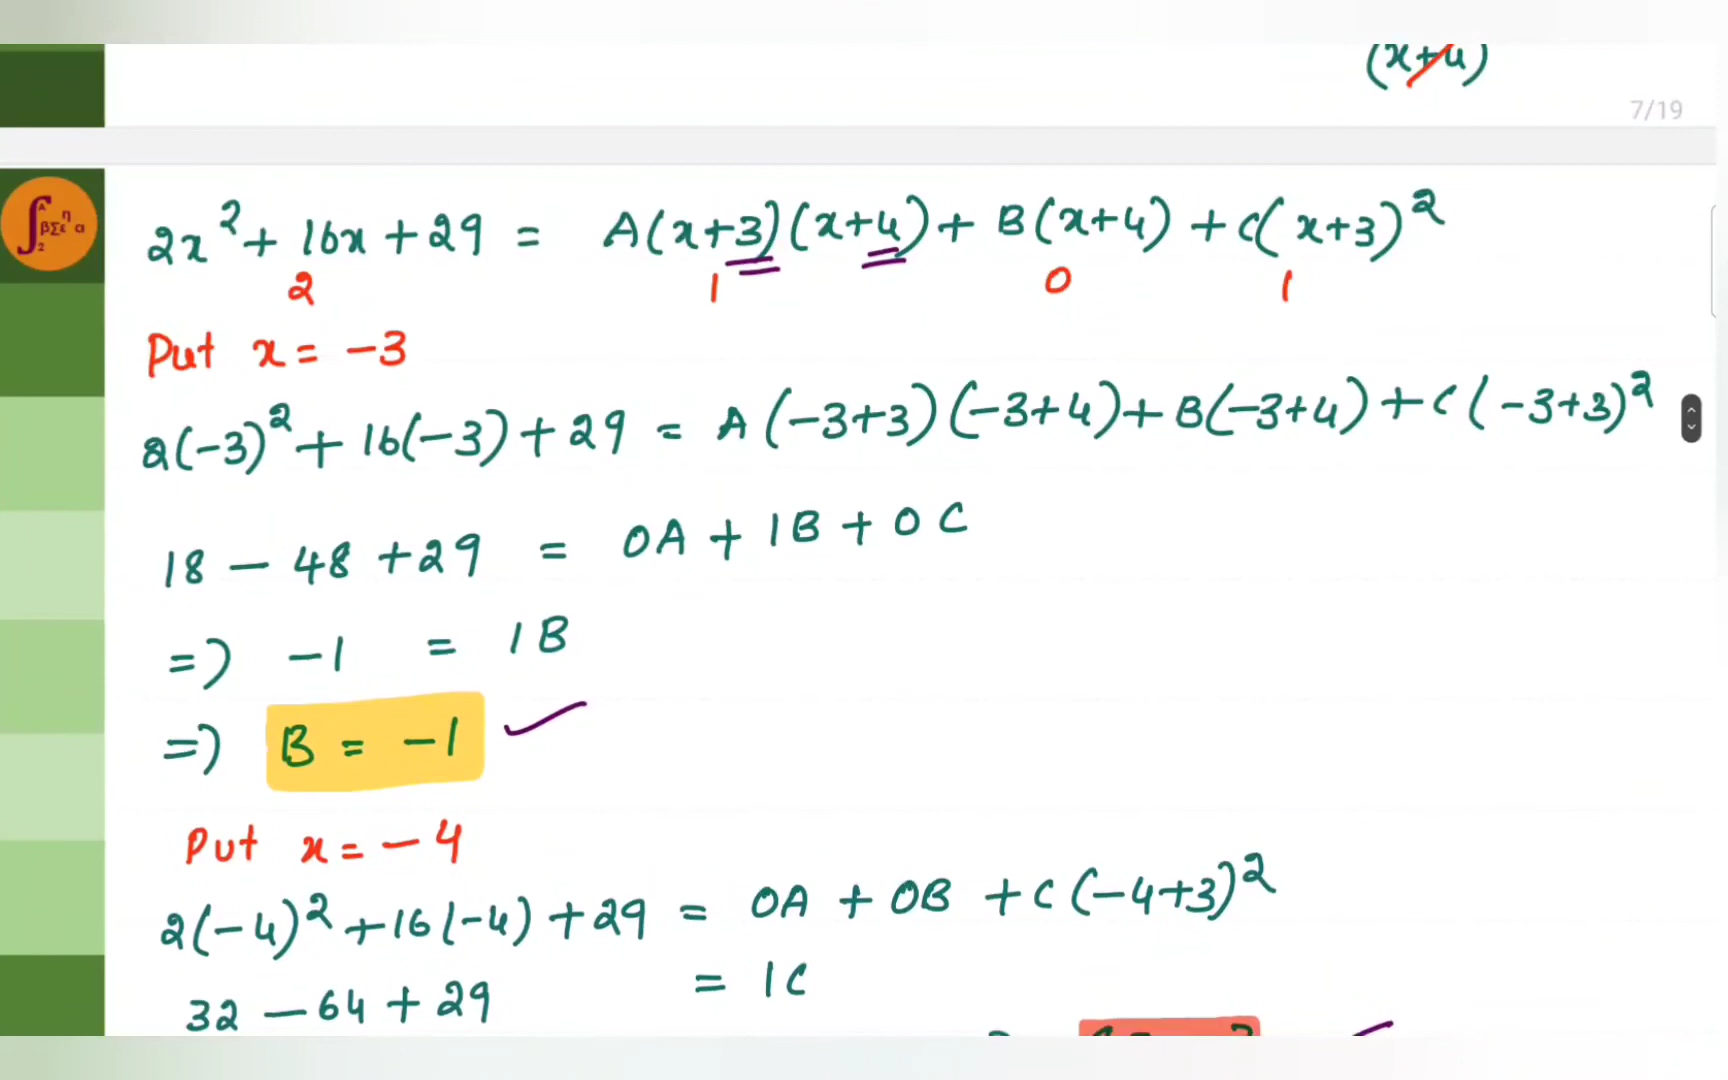 (x+4)
7/19
2x² + 16x + 29 = A(x+3)(x+4) + B(x+4) + C(x+3)²
2 1 0 1
Put x = -3
2(-3)² + 16(-3) + 29 = A(-3+3)(-3+4) + B(-3+4) + C(-3+3)²
18 - 48 + 29 = 0A + 1B + 0C
=) -1 = 1B
=) B = -1
Put x = -4
2(-4)² + 16(-4) + 29 = 0A + 0B + C(-4+3)²
32 - 64 + 29 = 1C